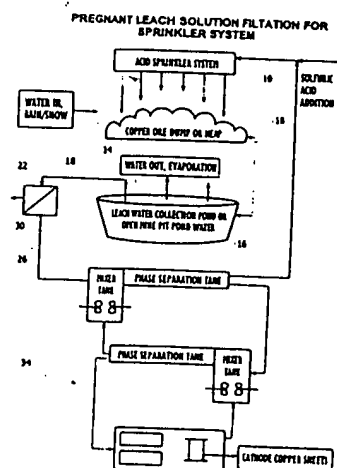 PREGNANT LEACH SOLUTION FILTATION FOR
SPRINKLER SYSTEM
ACID SPRINKLER SYSTEM
10
SULFURIC
ACID
ADDITION
WATER IN,
RAIN/SNOW
18
COPPER ORE DUMP OR HEAP
14
22
18
WATER OUT, EVAPORATION
LEACH WATER COLLECTION POND OR
OPEN MINE PIT POND WATER
30
16
26
MIXER
TANK
PHASE SEPARATION TANK
34
PHASE SEPARATION TANK
MIXER
TANK
CATHODE COPPER SHEETS